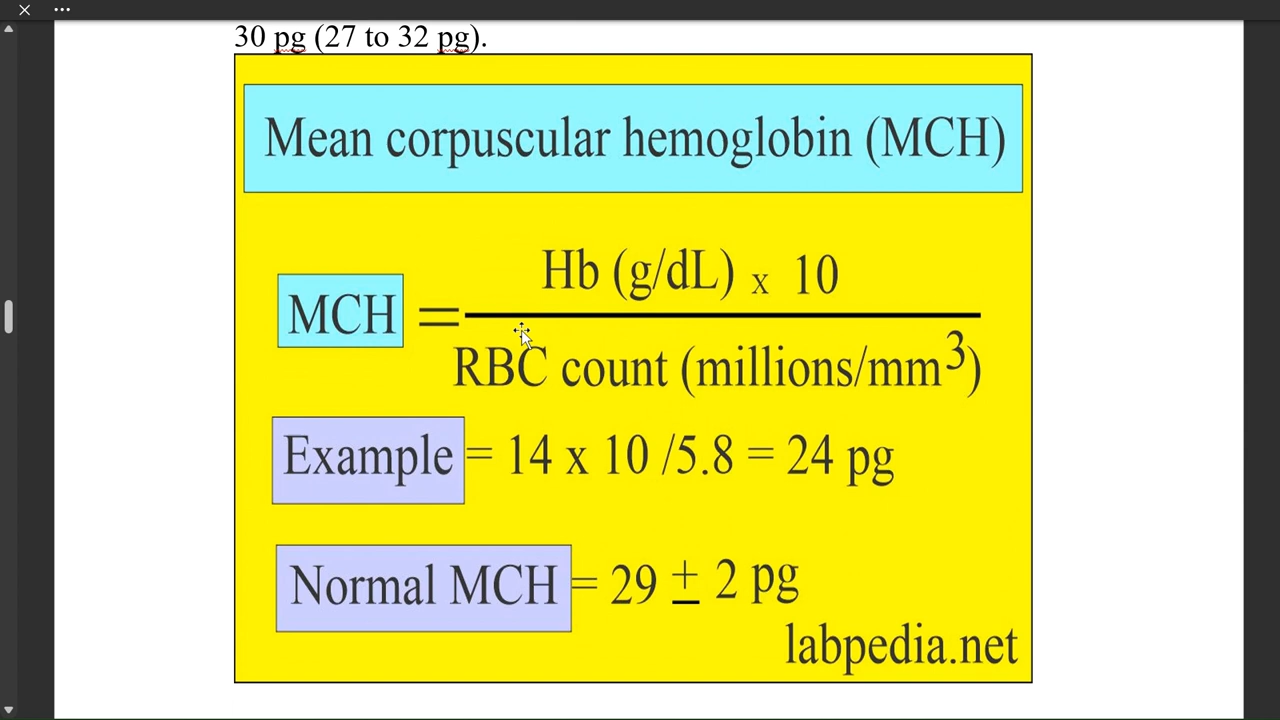 30 pg (27 to 32 pg).
Mean corpuscular hemoglobin (MCH)
Hb (g/dL) x 10
MCH =
RBC count (millions/mm3)
Example = 14 x 10 /5.8 = 24 pg
Normal MCH = 29 ± 2 pg
labpedia.net